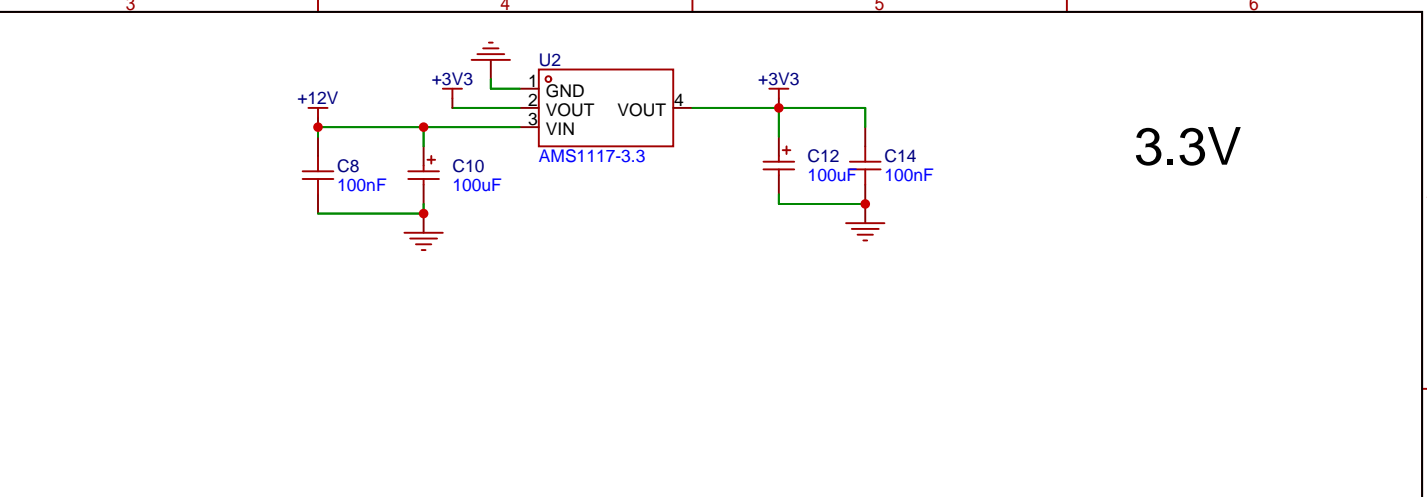 3 4 5 6
U2
+3V3 +3V3
+12V
1 GND
2 VOUT VOUT 4
3 VIN
AMS1117-3.3
C8
100nF
C10
100uF
C12
100uF
C14
100nF
3.3V